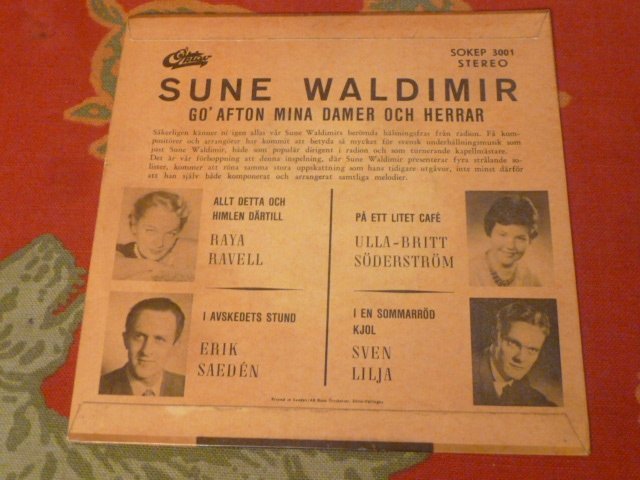 SOKEP 3001
STEREO
SUNE WALDIMIR
GO' AFTON MINA DAMER OCH HERRAR
Säkerligen känner ni igen allas vår Sune Waldimirs berömda hälsningsfras från radion. Få kom-
positörer och arrangörer har kommit att betyda så mycket för svensk underhållningsmusik som
just Sune Waldimir, både som populär dirigent i radion och som turnerande kapellmästare.
Det är vår förhoppning att denna inspelning, där Sune Waldimir presenterar fyra strålande so-
lister, kommer att röna samma stora uppskattning som hans tidigare utgåvor, inte minst därför
att han själv både komponerat och arrangerat samtliga melodier.
ALLT DETTA OCH
HIMLEN DÄRTILL
RAYA
RAVELL
PÅ ETT LITET CAFÉ
ULLA-BRITT
SÖDERSTRÖM
I AVSKEDETS STUND
ERIK
SAEDÉN
I EN SOMMARRÖD
KJOL
SVEN
LILJA
Printed in Sweden